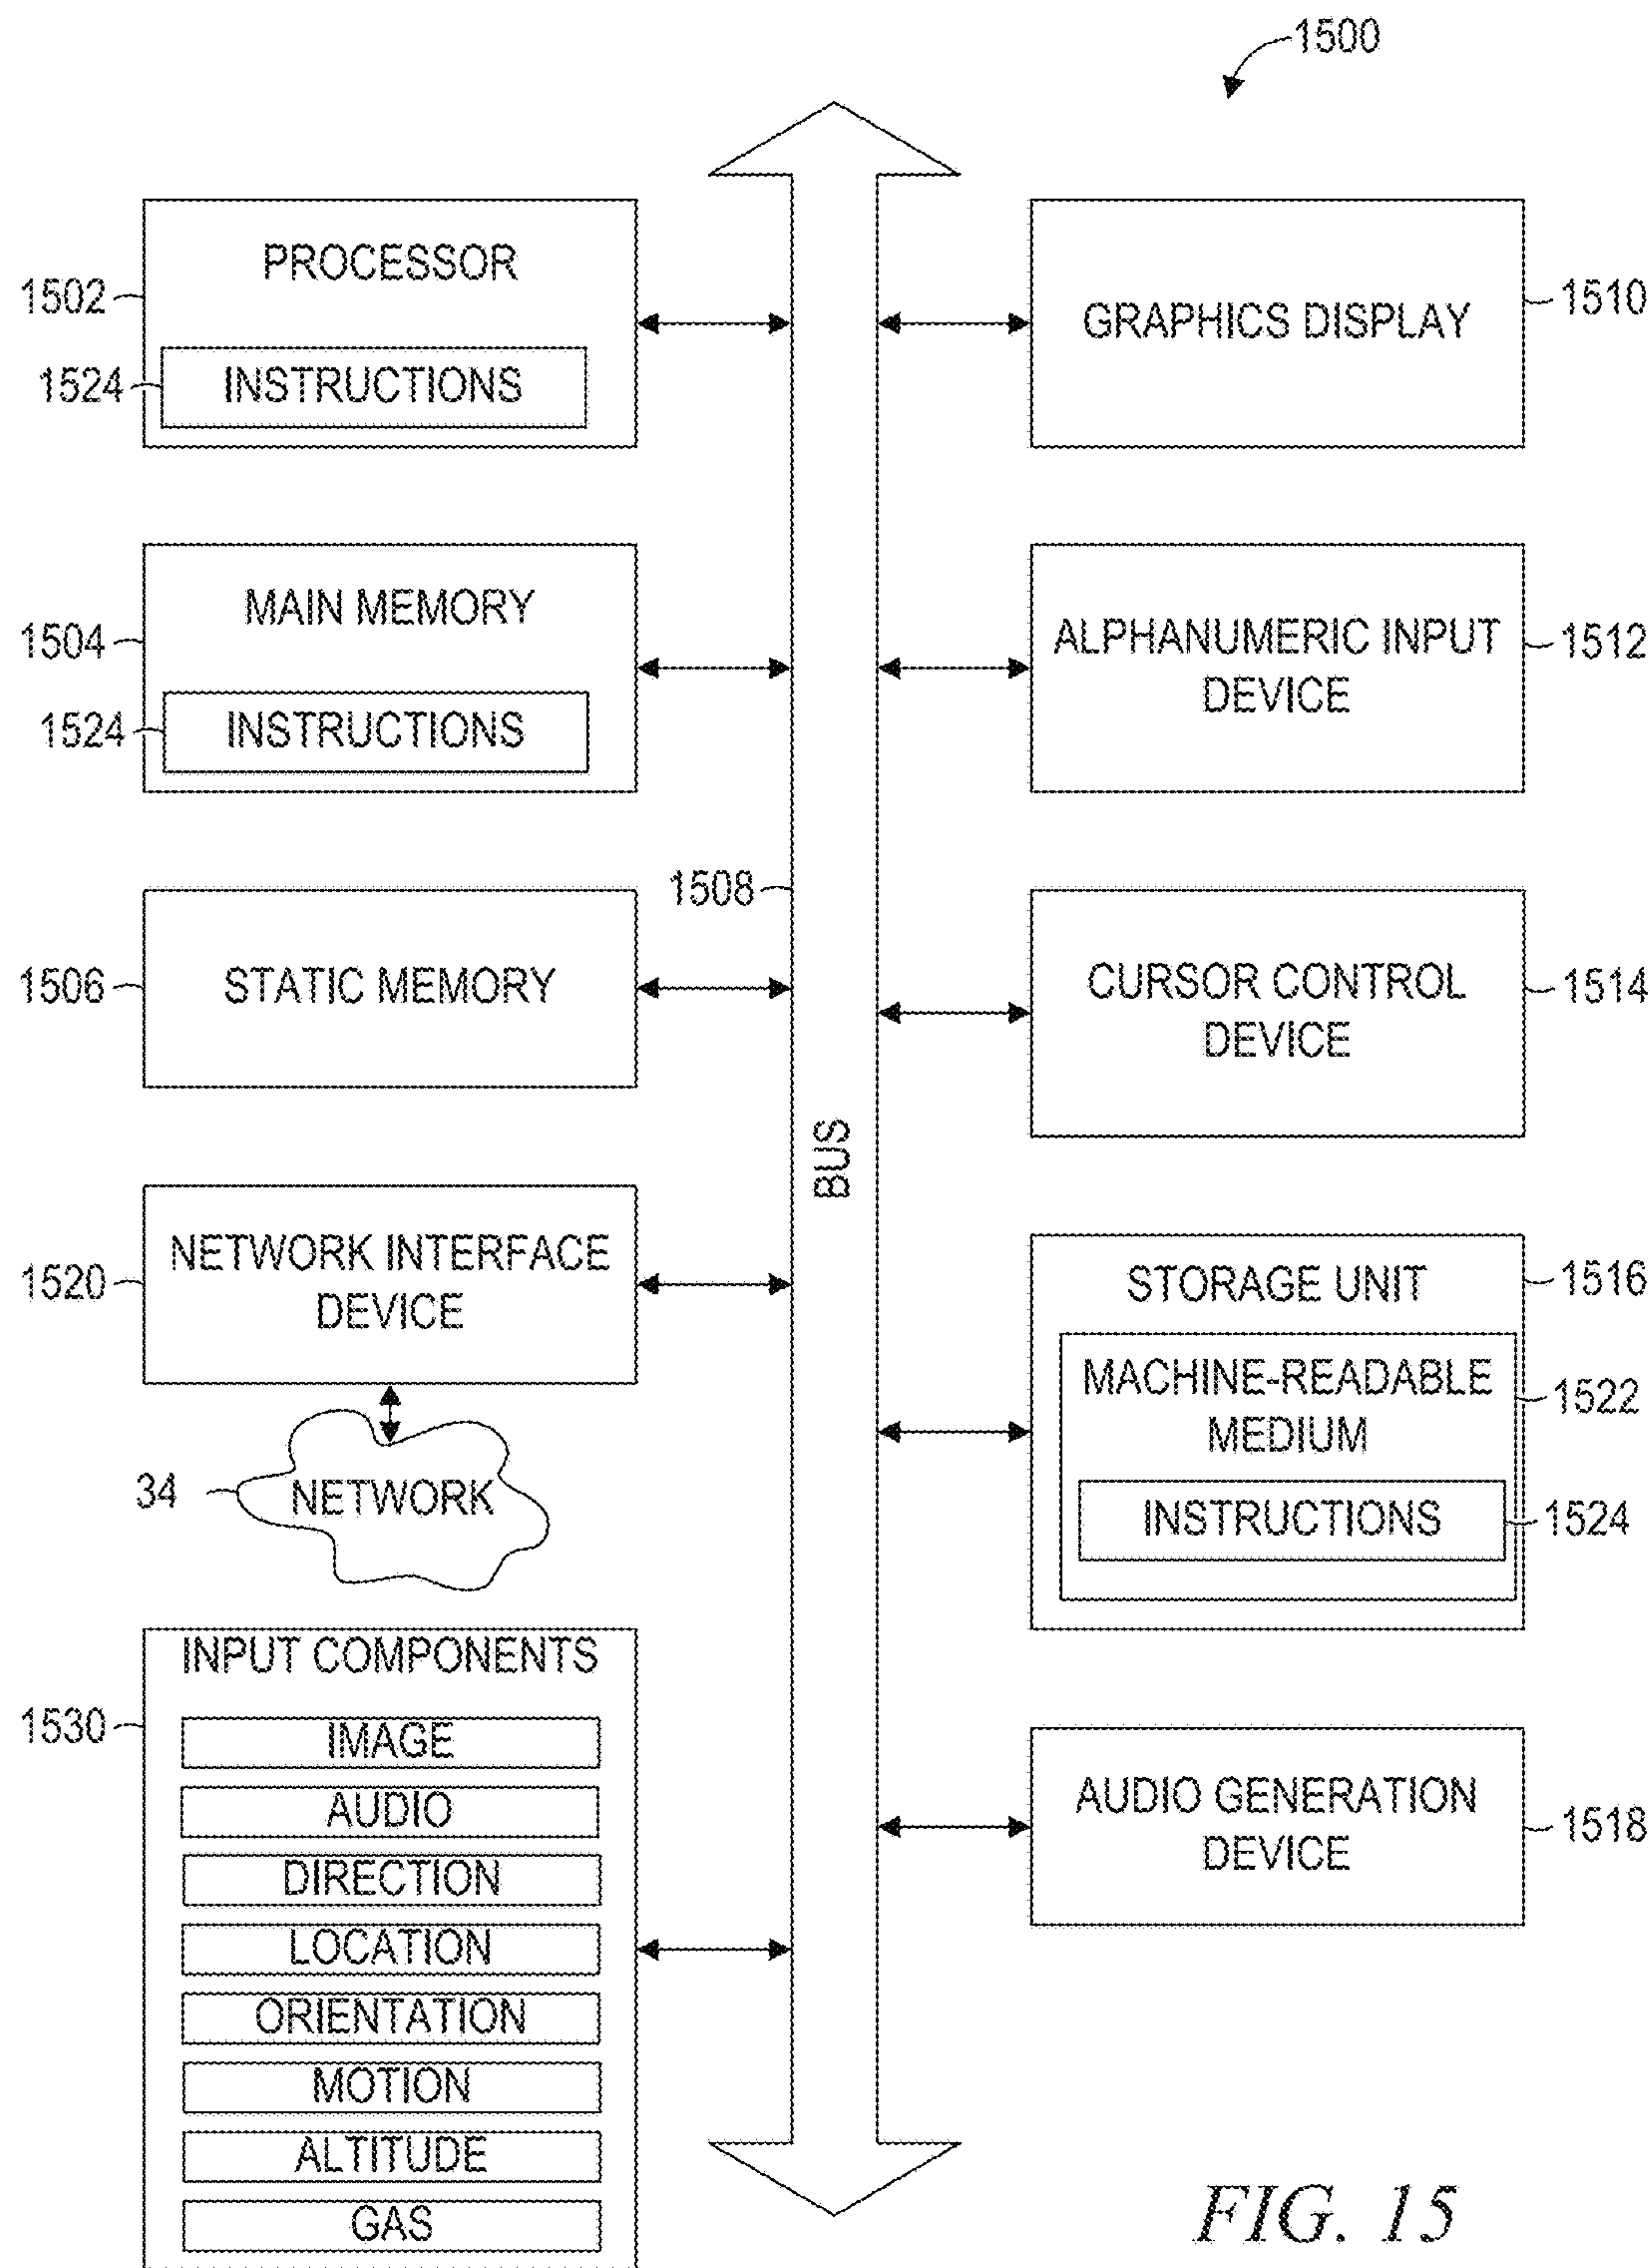 1500
PROCESSOR
1502
1524
INSTRUCTIONS
MAIN MEMORY
1504
1524
INSTRUCTIONS
1508
STATIC MEMORY
1506
BUS
NETWORK INTERFACE
DEVICE
1520
34
NETWORK
INPUT COMPONENTS
1530
IMAGE
AUDIO
DIRECTION
LOCATION
ORIENTATION
MOTION
ALTITUDE
GAS
GRAPHICS DISPLAY
1510
ALPHANUMERIC INPUT
DEVICE
1512
CURSOR CONTROL
DEVICE
1514
STORAGE UNIT
1516
MACHINE-READABLE
MEDIUM
1522
INSTRUCTIONS
1524
AUDIO GENERATION
DEVICE
1518
FIG. 15